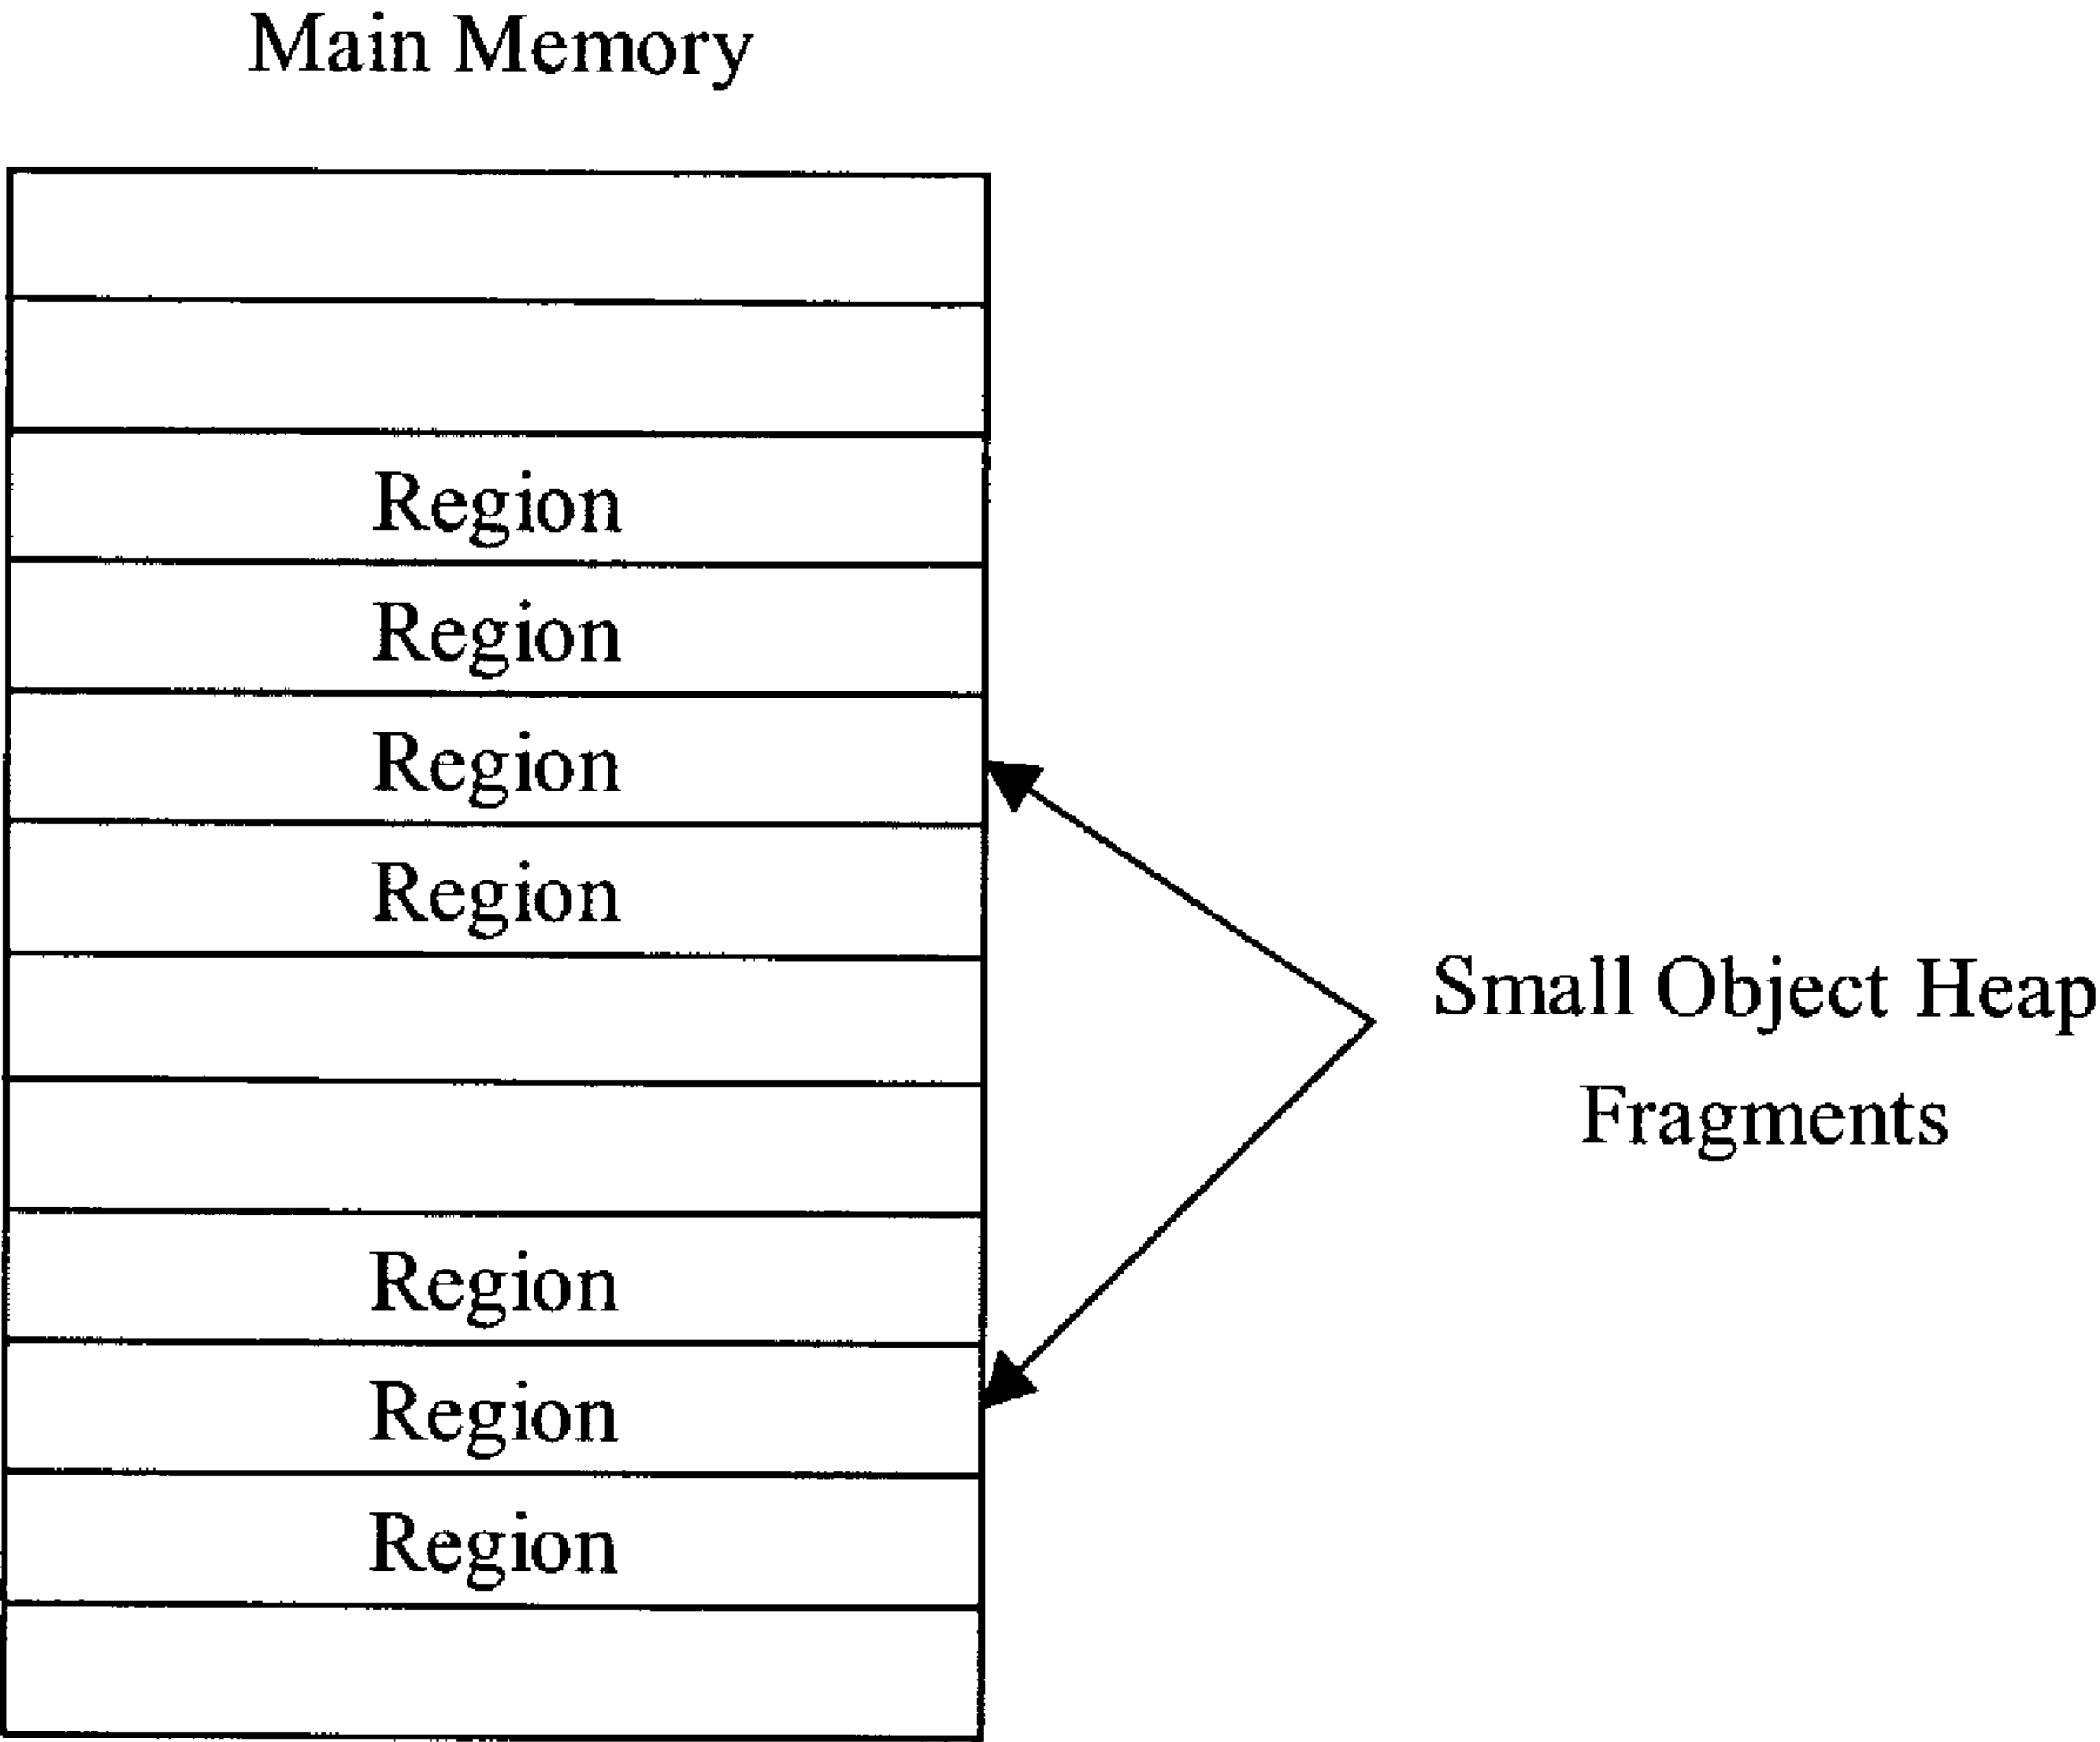 Main Memory
Region
Region
Region
Region
Small Object Heap
Fragments
Region
Region
Region